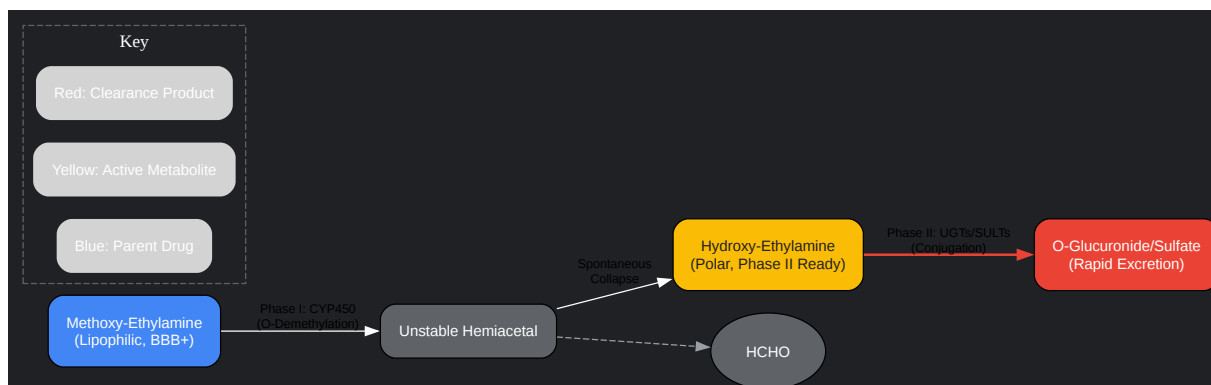 Key
Red: Clearance Product
Yellow: Active Metabolite
Blue: Parent Drug
Methoxy-Ethylamine
(Lipophilic, BBB+)
Phase I: CYP450
(O-Demethylation)
Unstable Hemiacetal
Spontaneous
Collapse
Hydroxy-Ethylamine
(Polar, Phase II Ready)
HCHO
Phase II: UGTs/SULTs
(Conjugation)
O-Glucuronide/Sulfate
(Rapid Excretion)